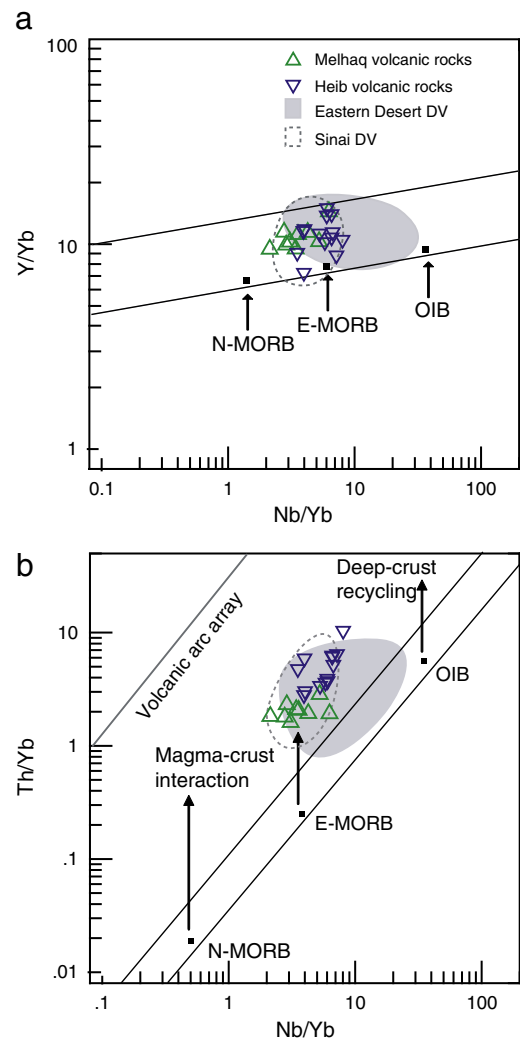 a
100
Melhaq volcanic rocks
Heib volcanic rocks
Eastern Desert DV
Sinai DV
Y/Yb
10
N-MORB
E-MORB
OIB
1
0.1
1
10
100
Nb/Yb
b
Deep-crust
recycling
Volcanic arc array
10
OIB
Th/Yb
1
Magma-crust
interaction
E-MORB
.1
N-MORB
.01
.1
1
10
100
Nb/Yb